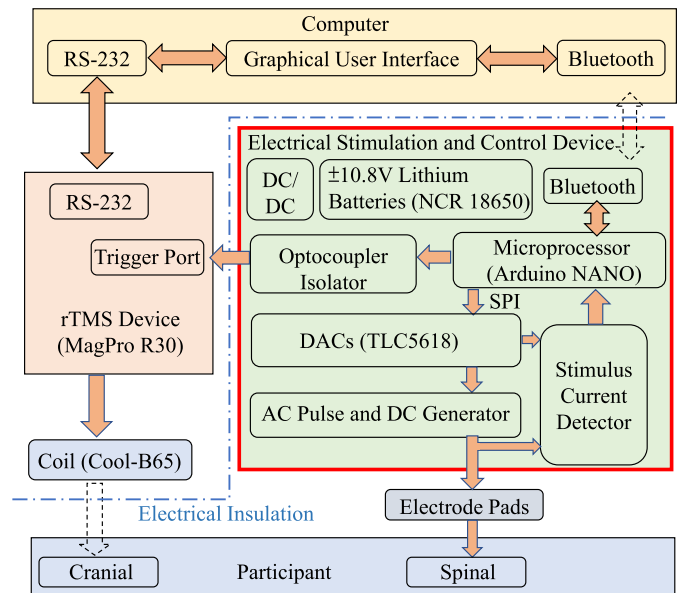 Computer
RS-232
Graphical User Interface
Bluetooth
Electrical Stimulation and Control Device
DC/
DC
±10.8V Lithium
Batteries (NCR 18650)
Bluetooth
RS-232
Trigger Port
rTMS Device
(MagPro R30)
Optocoupler
Isolator
Microprocessor
(Arduino NANO)
SPI
DACs (TLC5618)
Stimulus
Current
Detector
AC Pulse and DC Generator
Coil (Cool-B65)
Electrical Insulation
Electrode Pads
Cranial
Participant
Spinal